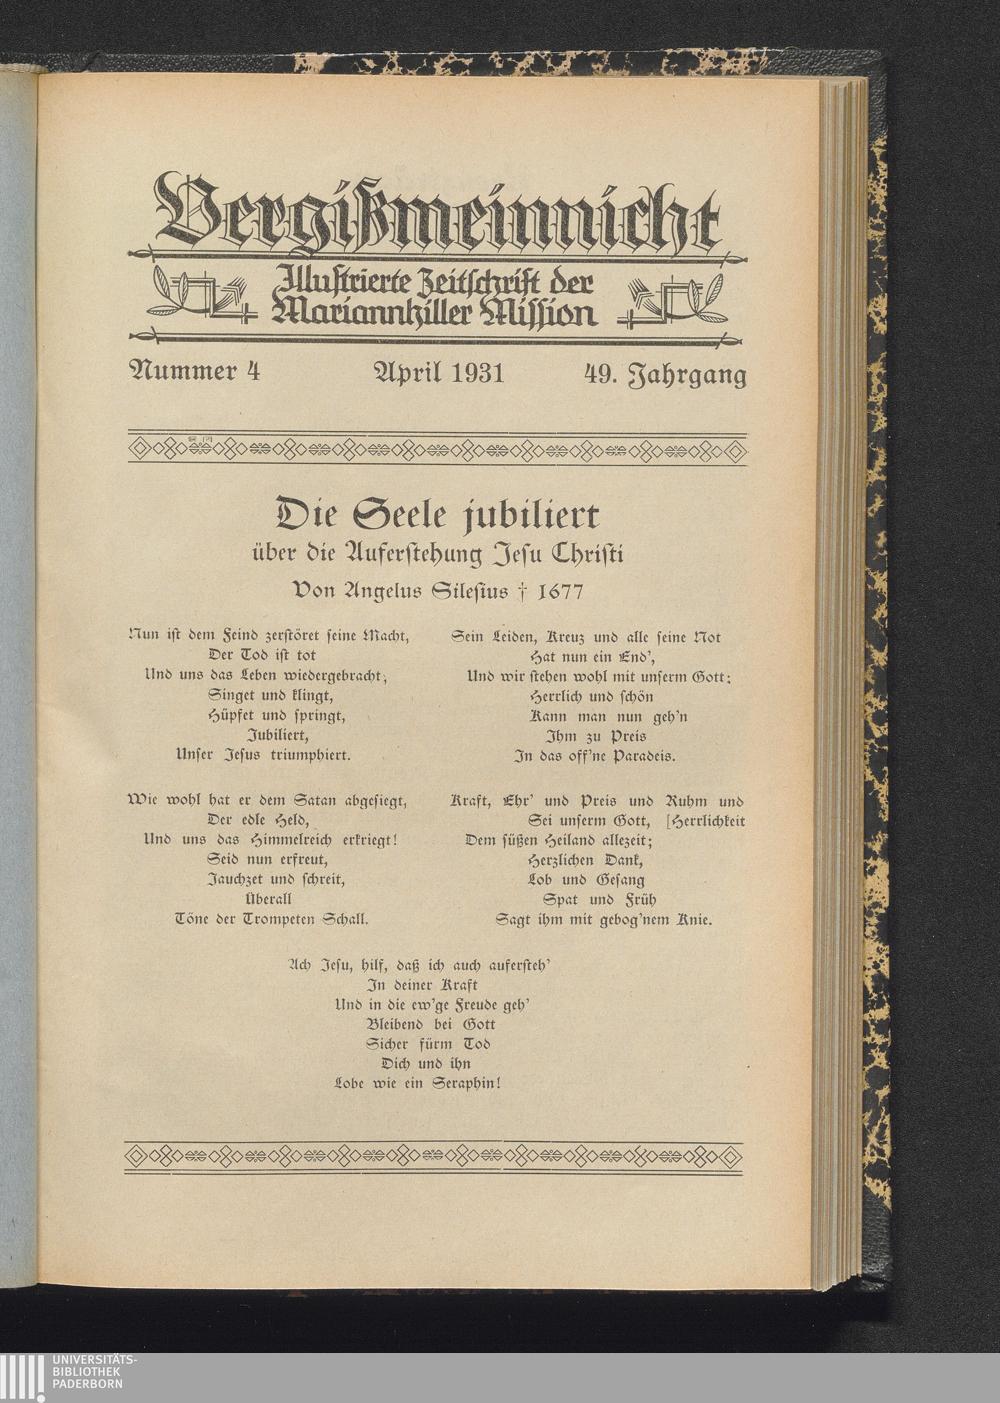 Vergißmeinnicht
Illustrierte Zeitschrift der
Mariannhiller Mission
Nummer 4 April 1931 49. Jahrgang
Die Seele jubiliert
über die Auferstehung Jesu Christi
Von Angelus Silesius † 1677
Nun ist dem Feind zerstöret seine Macht,
Der Tod ist tot
Und uns das Leben wiedergebracht;
Singet und klingt,
Hüpfet und springt,
Jubiliert,
Unser Jesus triumphiert.
Wie wohl hat er dem Satan abgesiegt,
Der edle Held,
Und uns das Himmelreich erkriegt!
Seid nun erfreut,
Jauchzet und schreit,
Überall
Töne der Trompeten Schall.
Sein Leiden, Kreuz und alle seine Not
Hat nun ein End',
Und wir stehen wohl mit unserm Gott;
Herrlich und schön
Kann man nun geh'n
Ihm zu Preis
In das off'ne Paradeis.
Kraft, Ehr' und Preis und Ruhm und
Sei unserm Gott, [Herrlichkeit
Dem süßen Heiland allezeit;
Herzlichen Dank,
Lob und Gesang
Spat und Früh
Sagt ihm mit gebog'nem Knie.
Ach Jesu, hilf, daß ich auch aufersteh'
In deiner Kraft
Und in die ew'ge Freude geh'
Bleibend bei Gott
Sicher fürm Tod
Dich und ihn
Lobe wie ein Seraphin!
UNIVERSITÄTS-
BIBLIOTHEK
PADERBORN